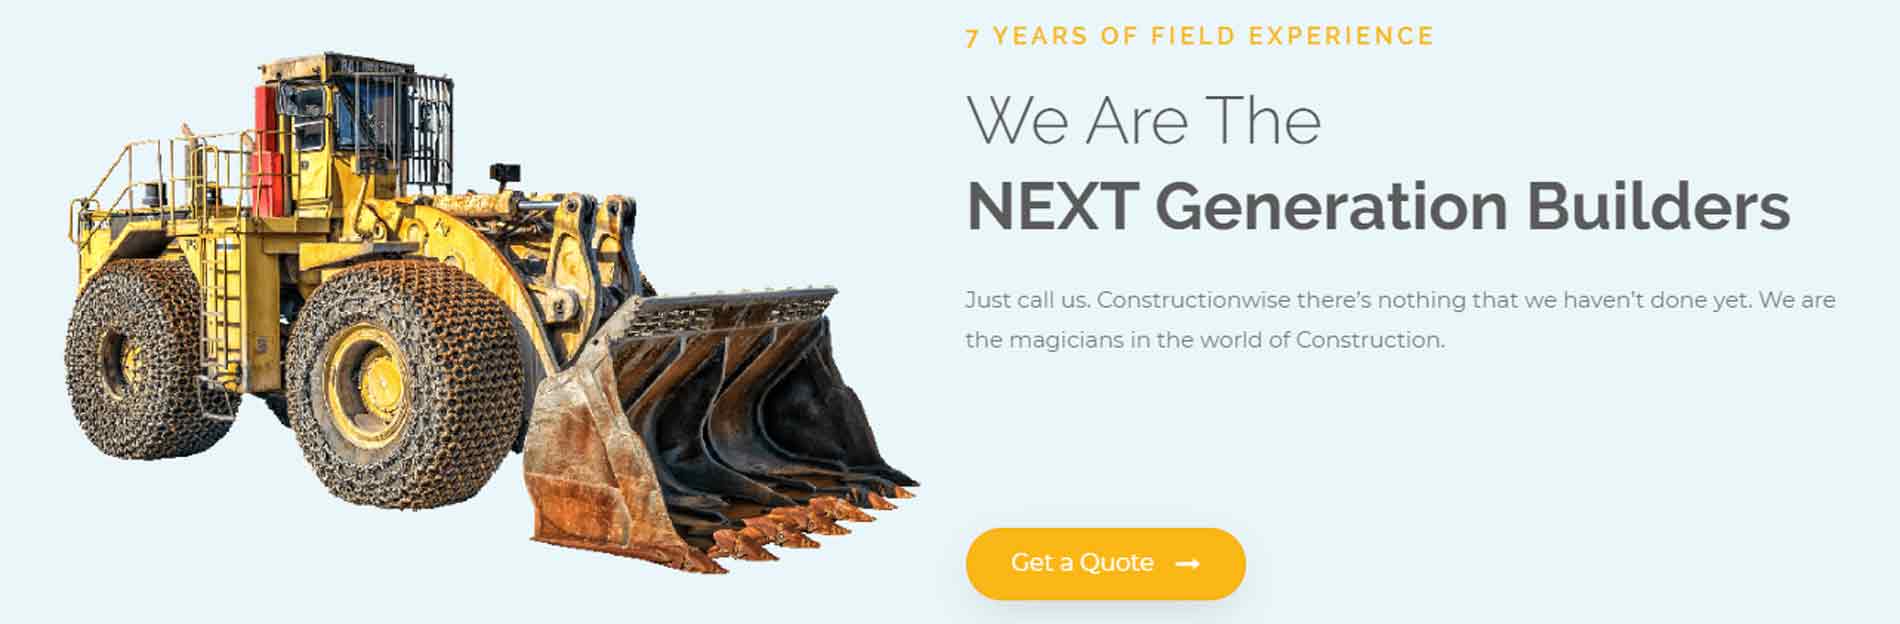 7 YEARS OF FIELD EXPERIENCE
We Are The
NEXT Generation Builders
Just call us. Constructionwise there's nothing that we haven't done yet. We are
the magicians in the world of Construction.
Get a Quote →